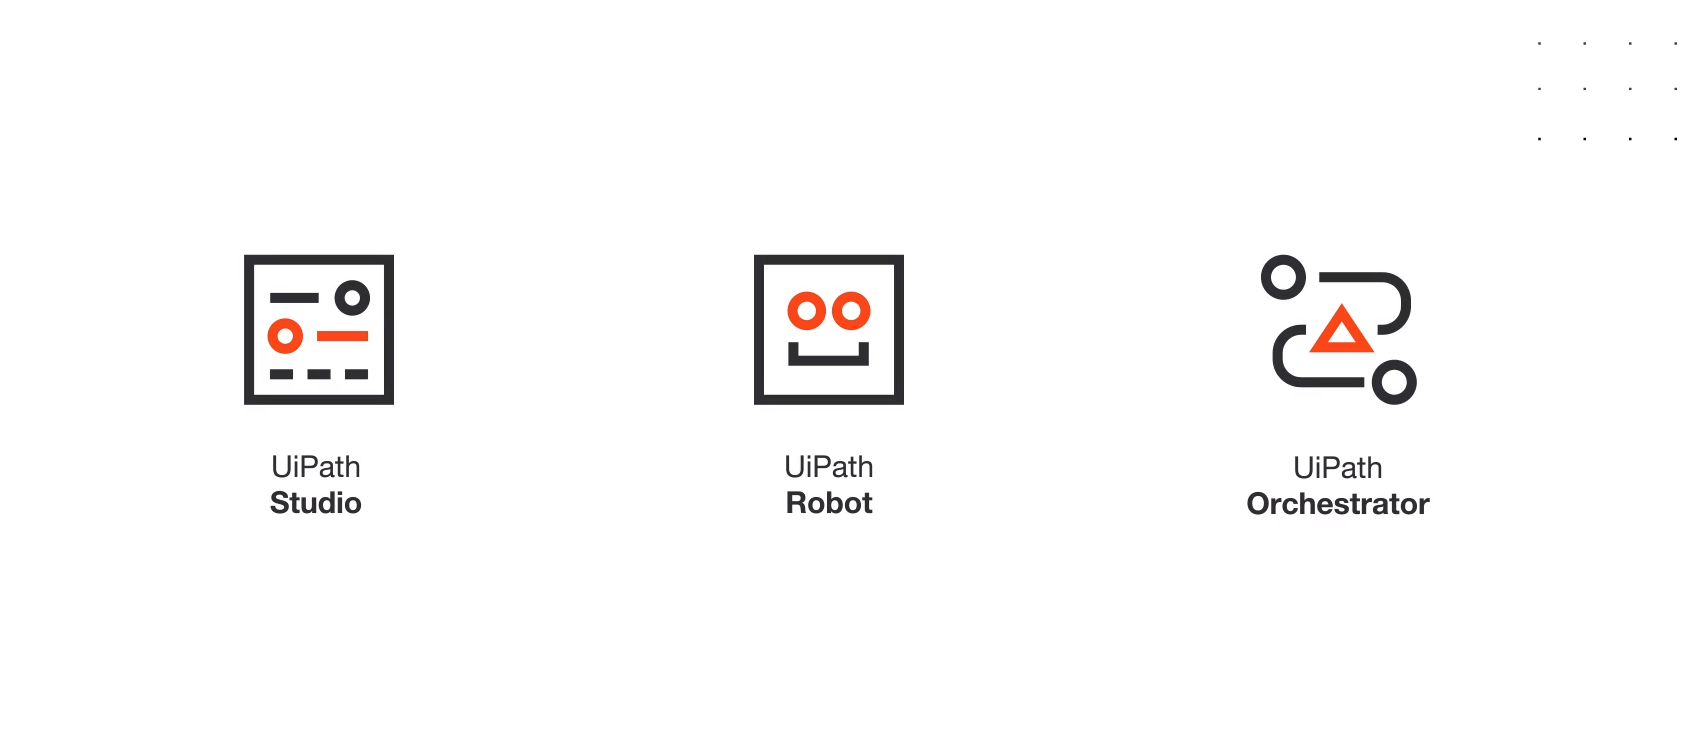 UiPath
Studio
UiPath
Robot
UiPath
Orchestrator